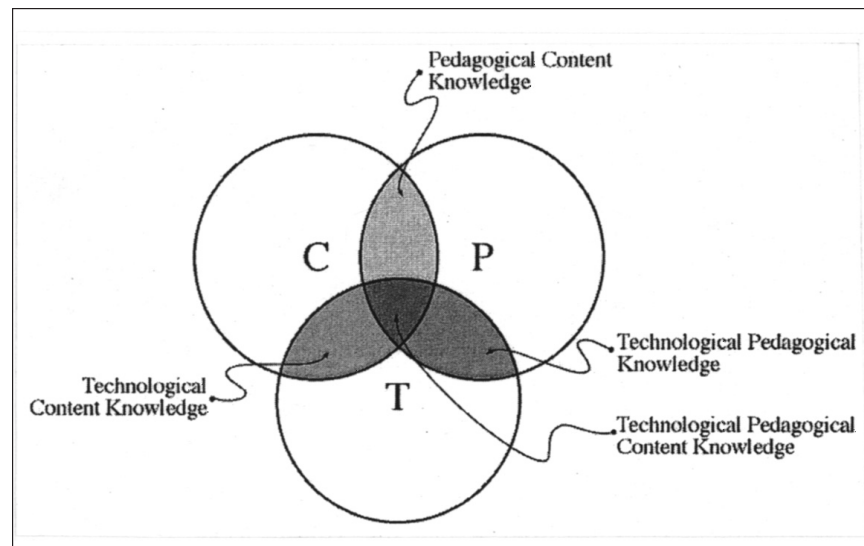 Pedagogical Content
Knowledge
C
P
Technological Pedagogical
Knowledge
Technological
Content Knowledge
T
Technological Pedagogical
Content Knowledge